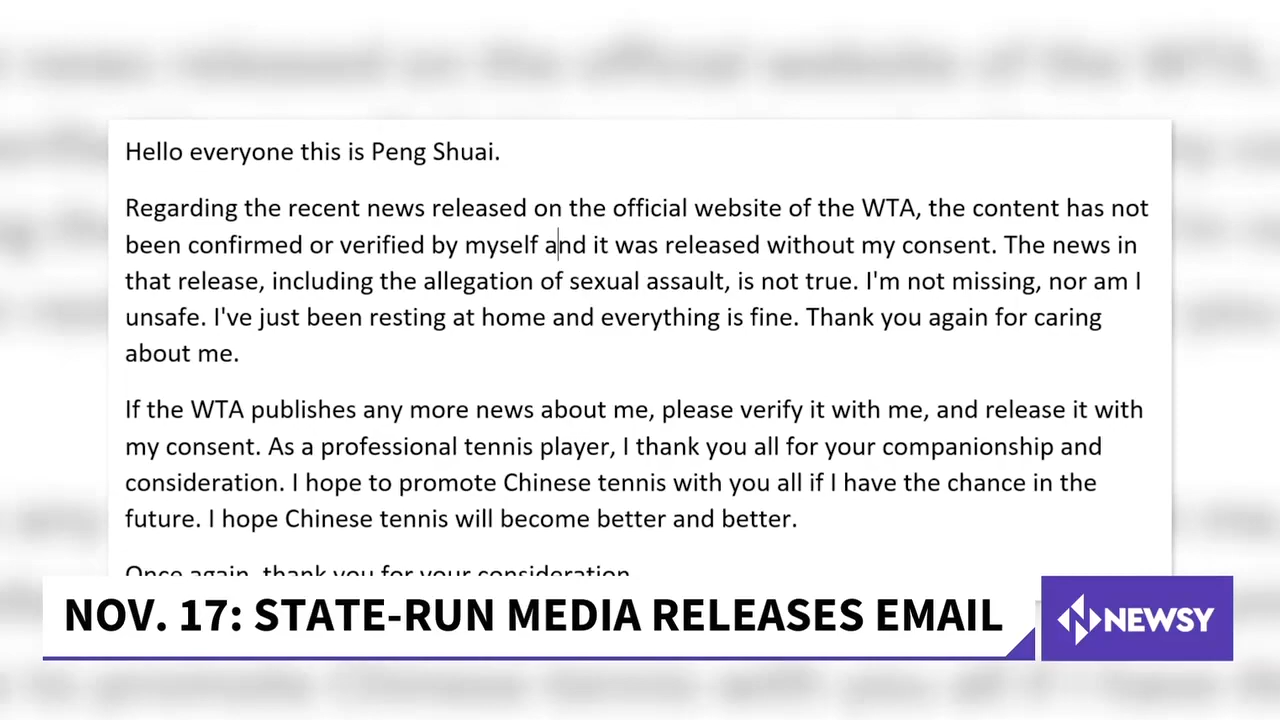 Hello everyone this is Peng Shuai.
Regarding the recent news released on the official website of the WTA, the content has not
been confirmed or verified by myself and it was released without my consent. The news in
that release, including the allegation of sexual assault, is not true. I'm not missing, nor am I
unsafe. I've just been resting at home and everything is fine. Thank you again for caring
about me.
If the WTA publishes any more news about me, please verify it with me, and release it with
my consent. As a professional tennis player, I thank you all for your companionship and
consideration. I hope to promote Chinese tennis with you all if I have the chance in the
future. I hope Chinese tennis will become better and better.
Once again, thank you for your consideration.
NOV. 17: STATE-RUN MEDIA RELEASES EMAIL
NEWSY